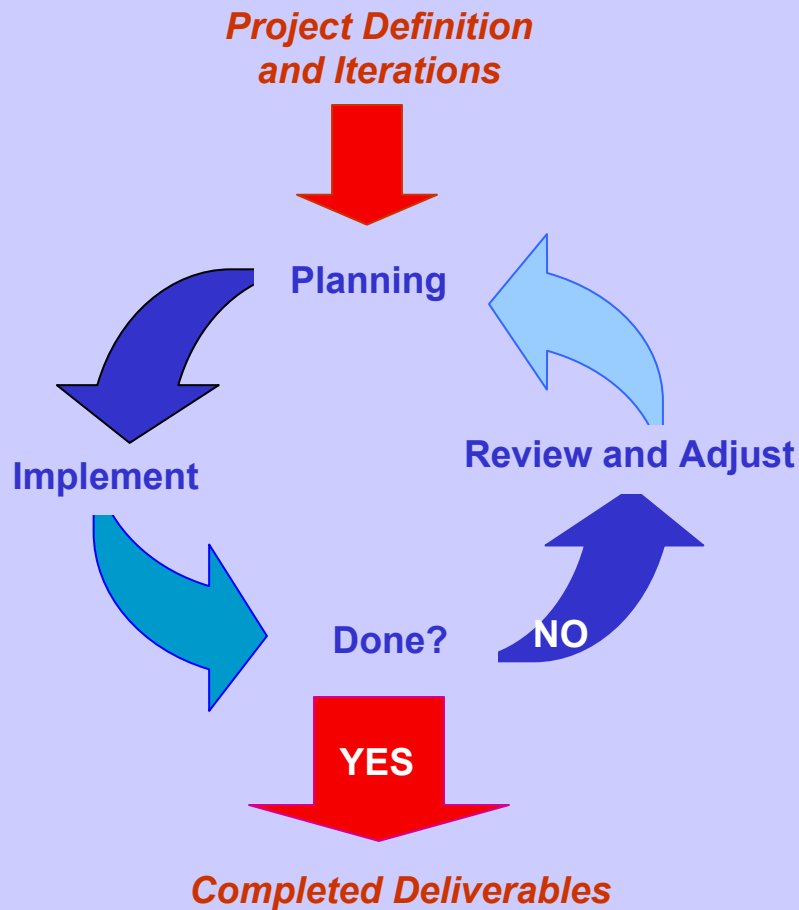 Project Definition
and Iterations
Planning
Implement
Review and Adjust
Done?
NO
YES
Completed Deliverables